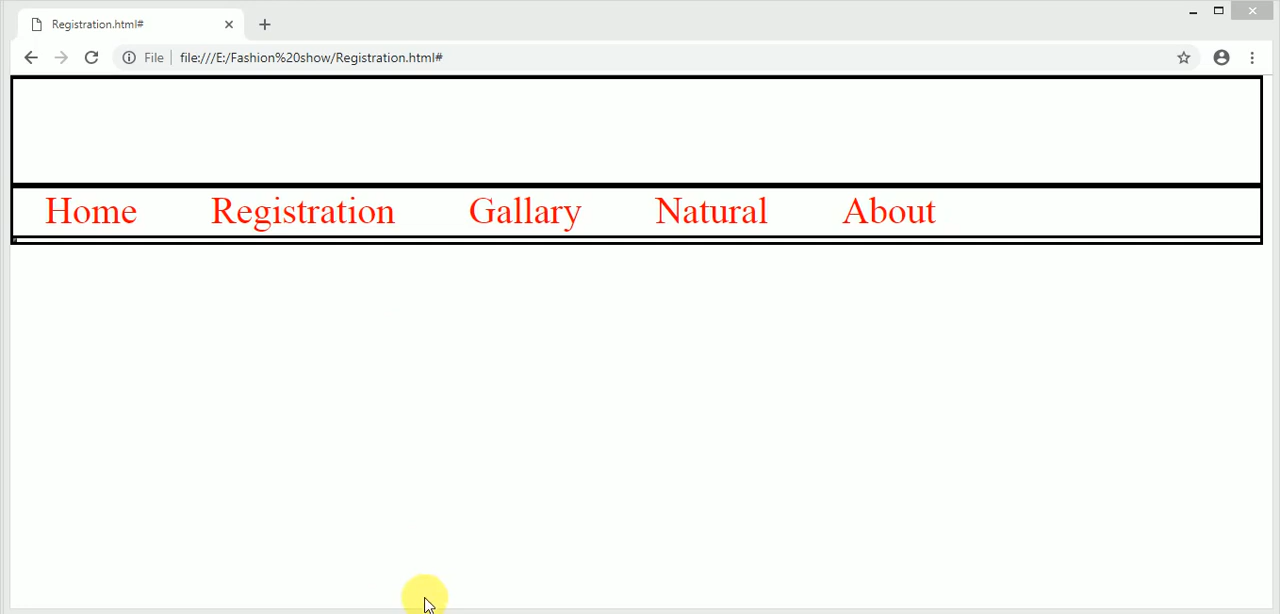 Registration.html#
File file:///E:/Fashion%20show/Registration.html#
Home Registration Gallary Natural About